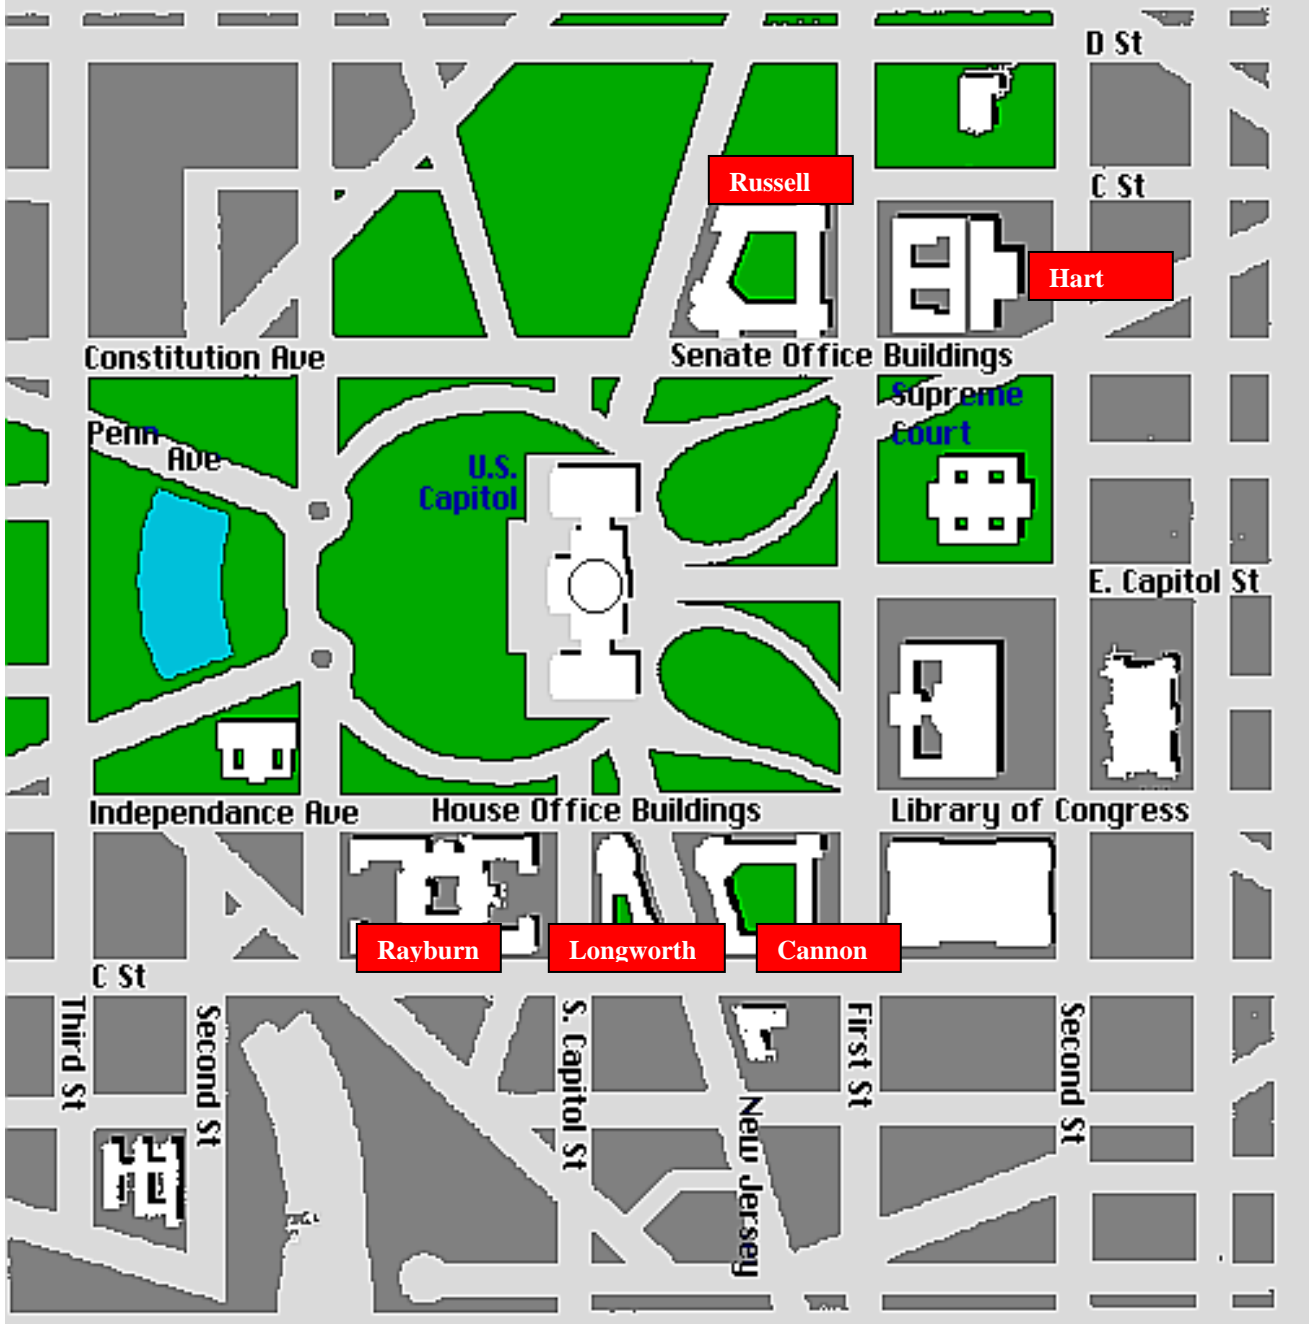 D St
Russell
C St
Hart
Constitution Ave
Senate Office Buildings
Supreme
Court
Penn
Ave
U.S.
Capitol
E. Capitol St
Independance Ave
House Office Buildings
Library of Congress
Rayburn
Longworth
Cannon
C St
Third St
Second St
S. Capitol St
New Jersey
First St
Second St